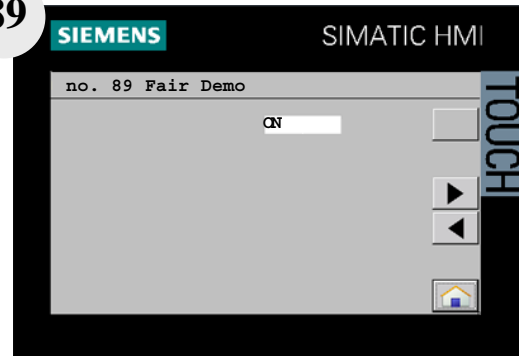 89
SIEMENS
SIMATIC HMI
TOUCH
no. 89 Fair Demo
ON